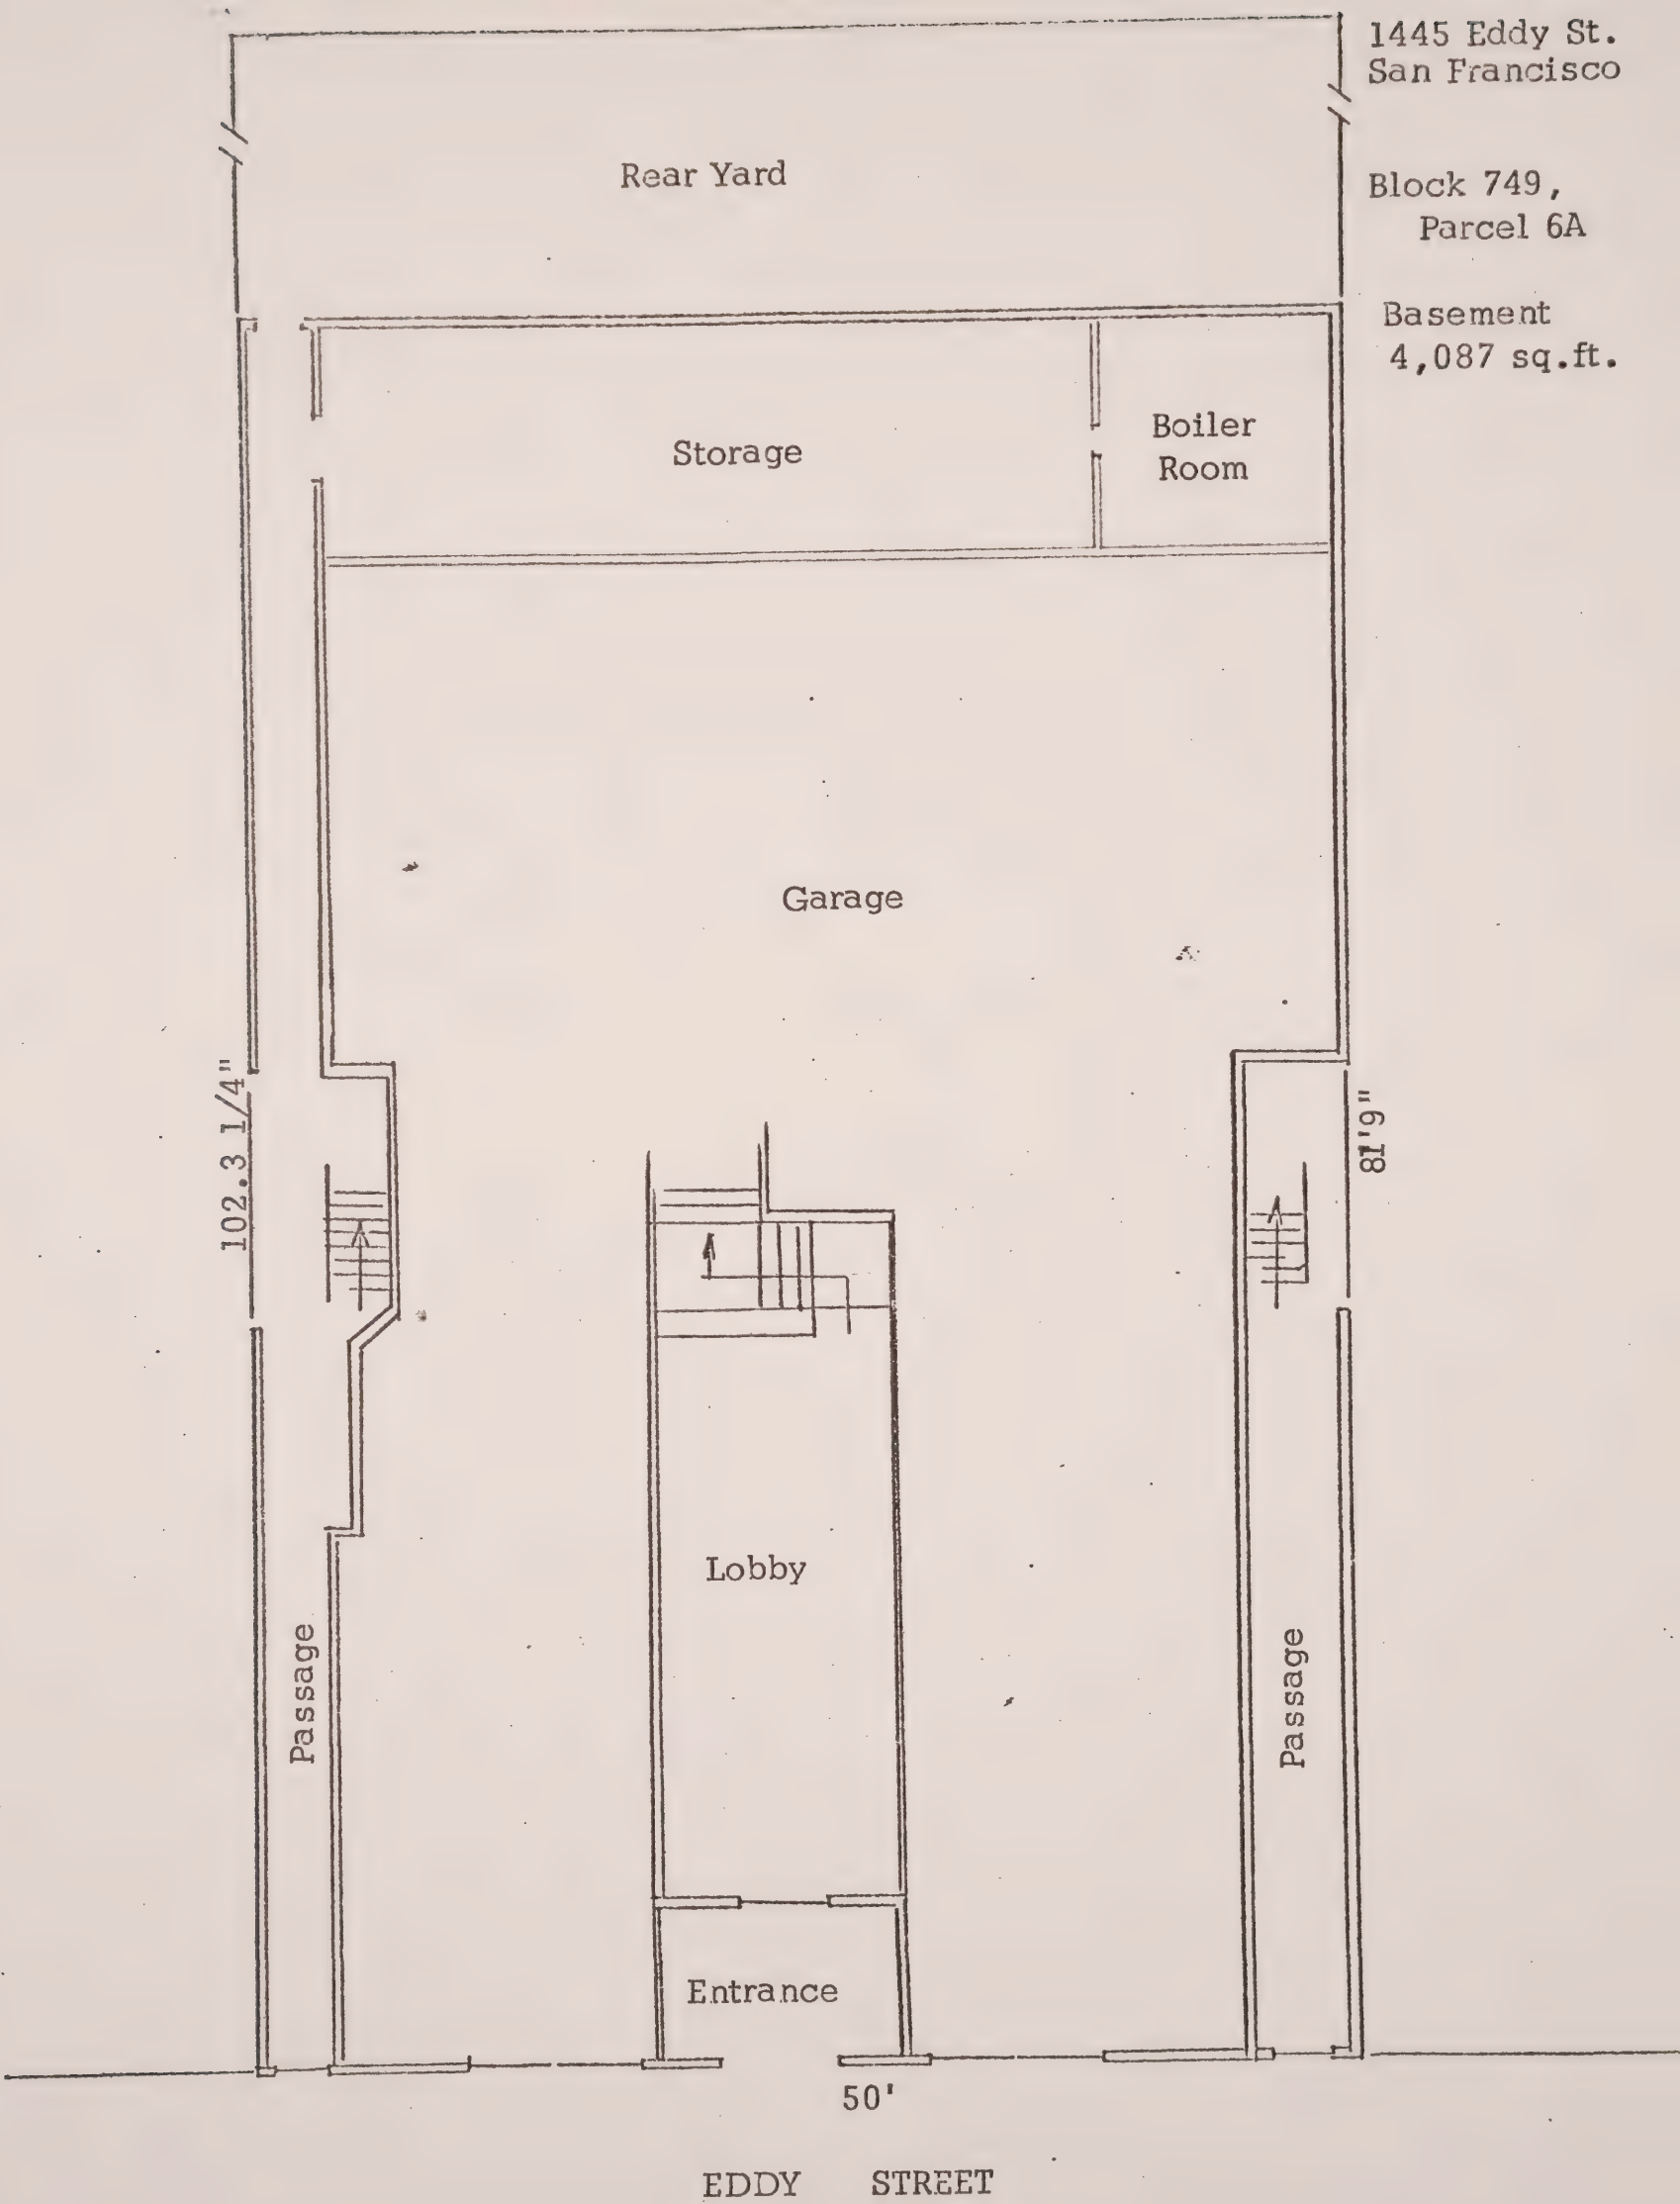 1445 Eddy St.
San Francisco
Rear Yard
Block 749,
Parcel 6A
Basement
4,087 sq.ft.
Storage
Boiler
Room
Garage
102.3 1/4"
81'9"
Lobby
Passage
Passage
Entrance
50'
EDDY STREET